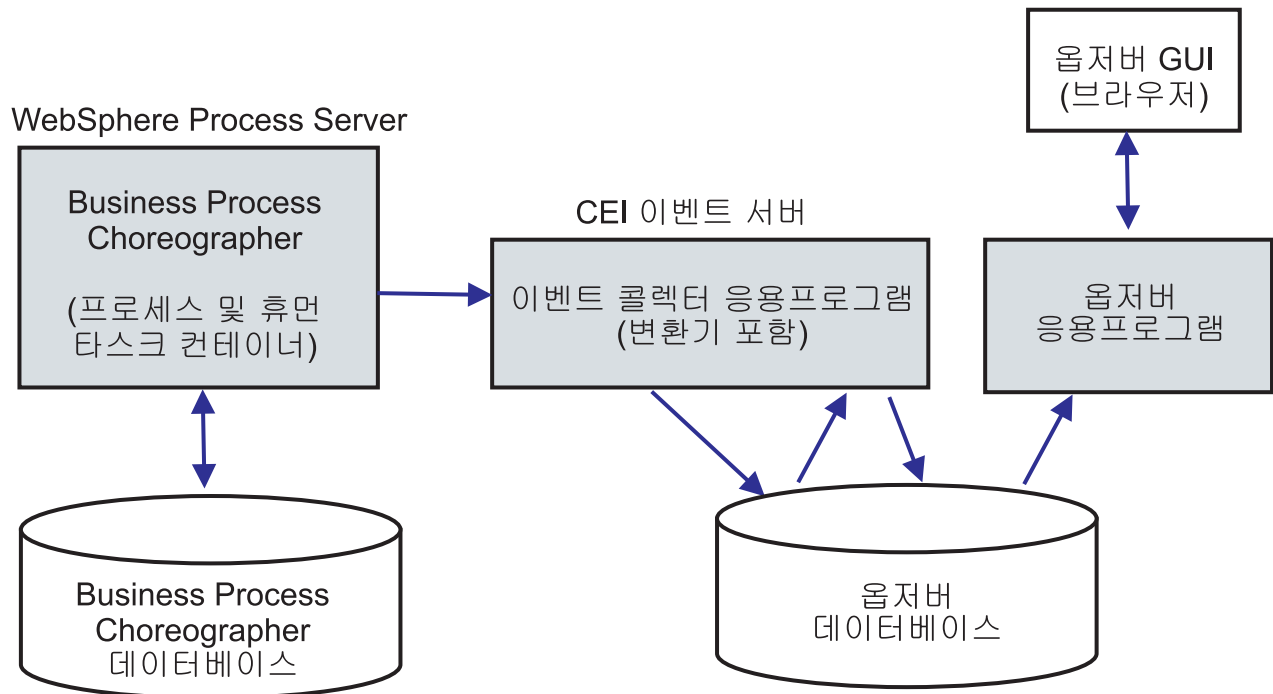 옵저버 GUI
(브라우저)
WebSphere Process Server
Business Process
Choreographer
(프로세스 및 휴먼
타스크 컨테이너)
CEI 이벤트 서버
이벤트 콜렉터 응용프로그램
(변환기 포함)
옵저버
응용프로그램
Business Process
Choreographer
데이터베이스
옵저버
데이터베이스